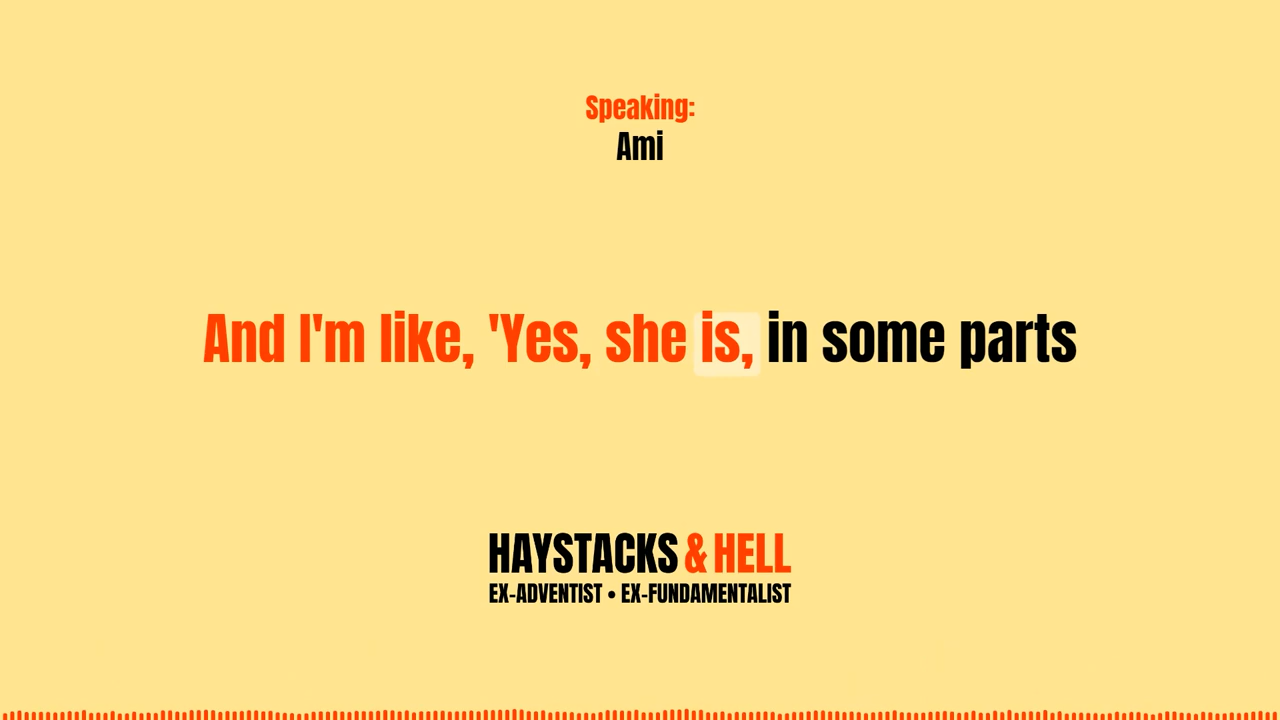 Speaking:
Ami
And I'm like, 'Yes, she is, in some parts
HAYSTACKS & HELL
EX-ADVENTIST • EX-FUNDAMENTALIST